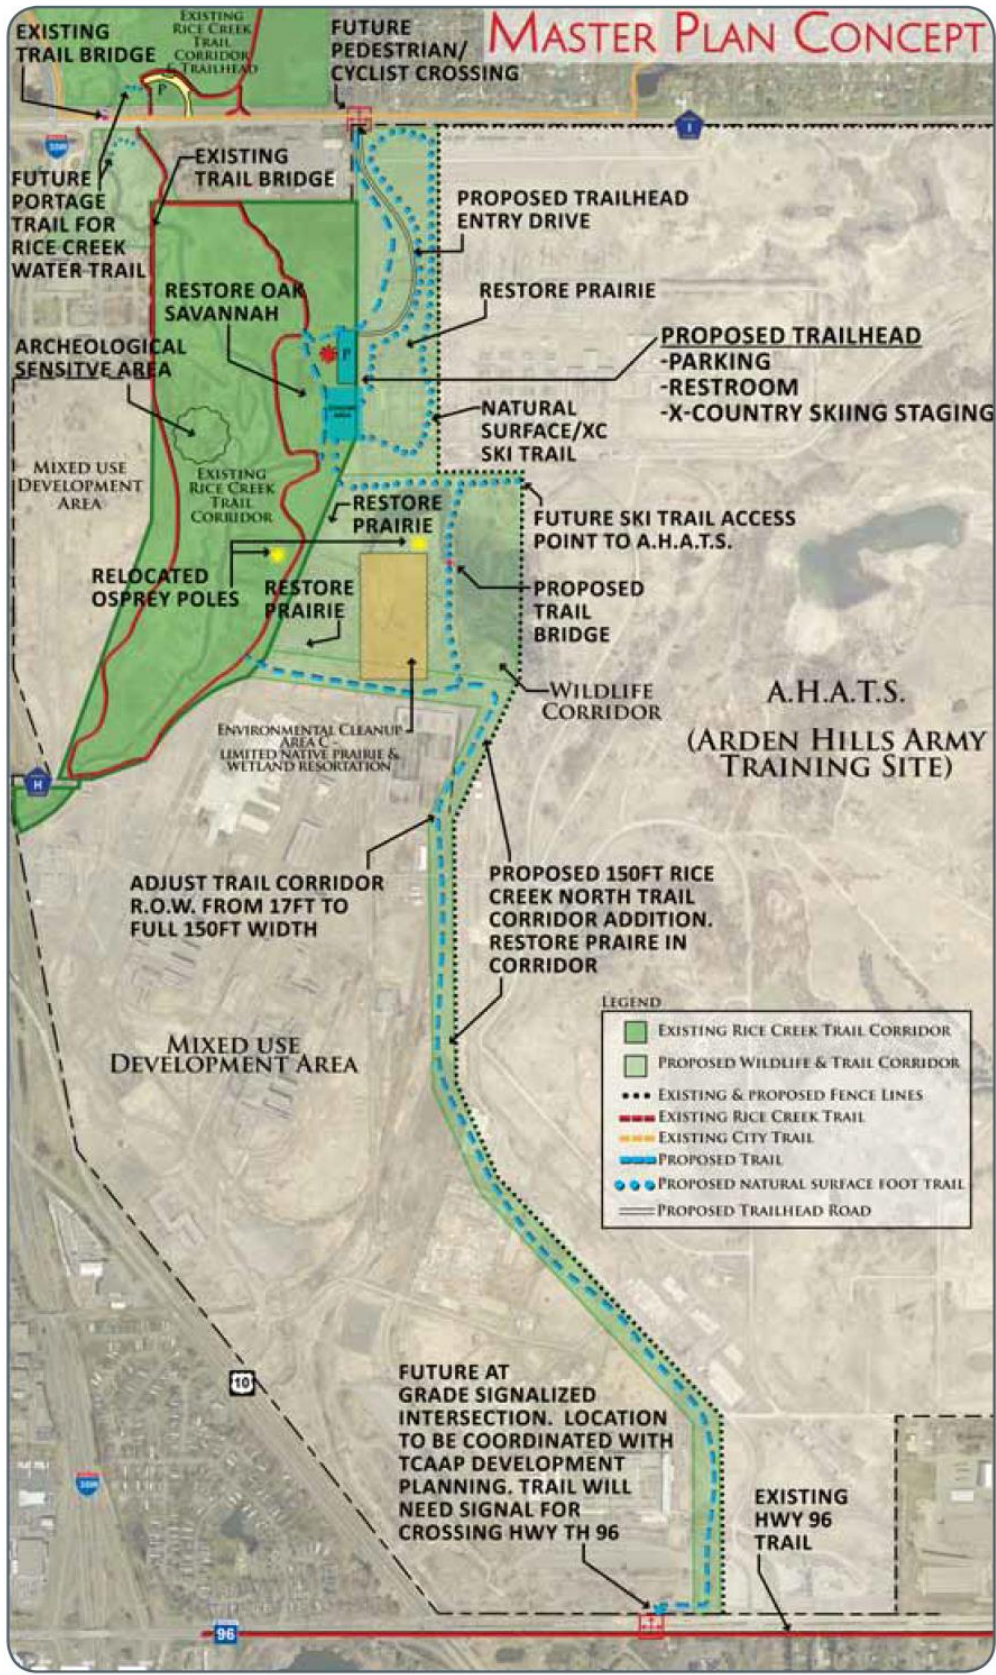 MASTER PLAN CONCEPT
EXISTING
TRAIL BRIDGE
EXISTING
RICE CREEK
TRAIL
CORRIDOR
& TRAILHEAD
P
FUTURE
PEDESTRIAN/
CYCLIST CROSSING
I
35W
EXISTING
TRAIL BRIDGE
FUTURE
PORTAGE
TRAIL FOR
RICE CREEK
WATER TRAIL
PROPOSED TRAILHEAD
ENTRY DRIVE
RESTORE OAK
SAVANNAH
RESTORE PRAIRIE
ARCHEOLOGICAL
SENSITVE AREA
P
PROPOSED TRAILHEAD
-PARKING
-RESTROOM
-X-COUNTRY SKIING STAGING
NATURAL
SURFACE/XC
SKI TRAIL
MIXED USE
DEVELOPMENT
AREA
EXISTING
RICE CREEK
TRAIL
CORRIDOR
RESTORE
PRAIRIE
FUTURE SKI TRAIL ACCESS
POINT TO A.H.A.T.S.
RELOCATED
OSPREY POLES
RESTORE
PRAIRIE
PROPOSED
TRAIL
BRIDGE
WILDLIFE
CORRIDOR
A.H.A.T.S.
(ARDEN HILLS ARMY
TRAINING SITE)
ENVIRONMENTAL CLEANUP
AREA C -
LIMITED NATIVE PRAIRIE &
WETLAND RESORTATION
H
ADJUST TRAIL CORRIDOR
R.O.W. FROM 17FT TO
FULL 150FT WIDTH
PROPOSED 150FT RICE
CREEK NORTH TRAIL
CORRIDOR ADDITION.
RESTORE PRAIRE IN
CORRIDOR
MIXED USE
DEVELOPMENT AREA
LEGEND
EXISTING RICE CREEK TRAIL CORRIDOR
PROPOSED WILDLIFE & TRAIL CORRIDOR
EXISTING & PROPOSED FENCE LINES
EXISTING RICE CREEK TRAIL
EXISTING CITY TRAIL
PROPOSED TRAIL
PROPOSED NATURAL SURFACE FOOT TRAIL
PROPOSED TRAILHEAD ROAD
10
35W
FUTURE AT
GRADE SIGNALIZED
INTERSECTION. LOCATION
TO BE COORDINATED WITH
TCAAP DEVELOPMENT
PLANNING. TRAIL WILL
NEED SIGNAL FOR
CROSSING HWY TH 96
EXISTING
HWY 96
TRAIL
96